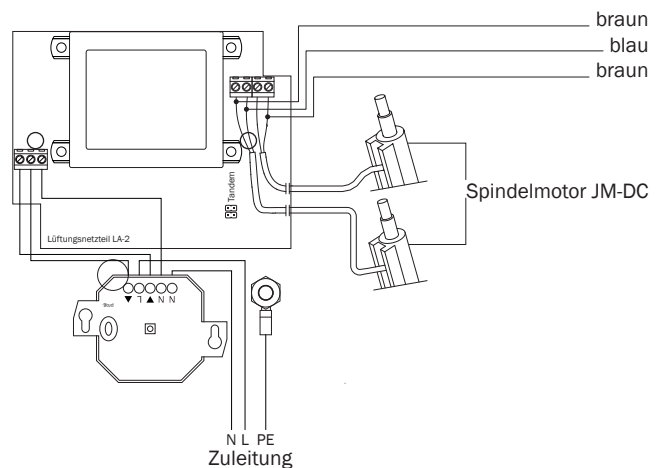 braun
blau
braun
Tandem
Spindelmotor JM-DC
Lüftungsnetzteil LA-2
▼ L ▲ N N
N L PE
Zuleitung